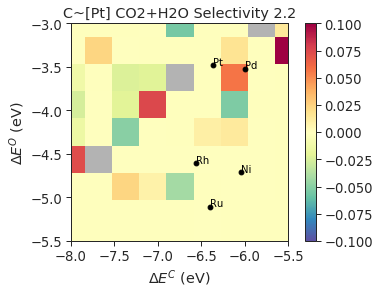 C~[Pt] CO2+H2O Selectivity 2.2
−3.0
−3.5
−4.0
−4.5
−5.0
−5.5
ΔE^O (eV)
Pt
Pd
Rh
Ni
Ru
−8.0 −7.5 −7.0 −6.5 −6.0 −5.5
ΔE^C (eV)
0.100
0.075
0.050
0.025
0.000
−0.025
−0.050
−0.075
−0.100